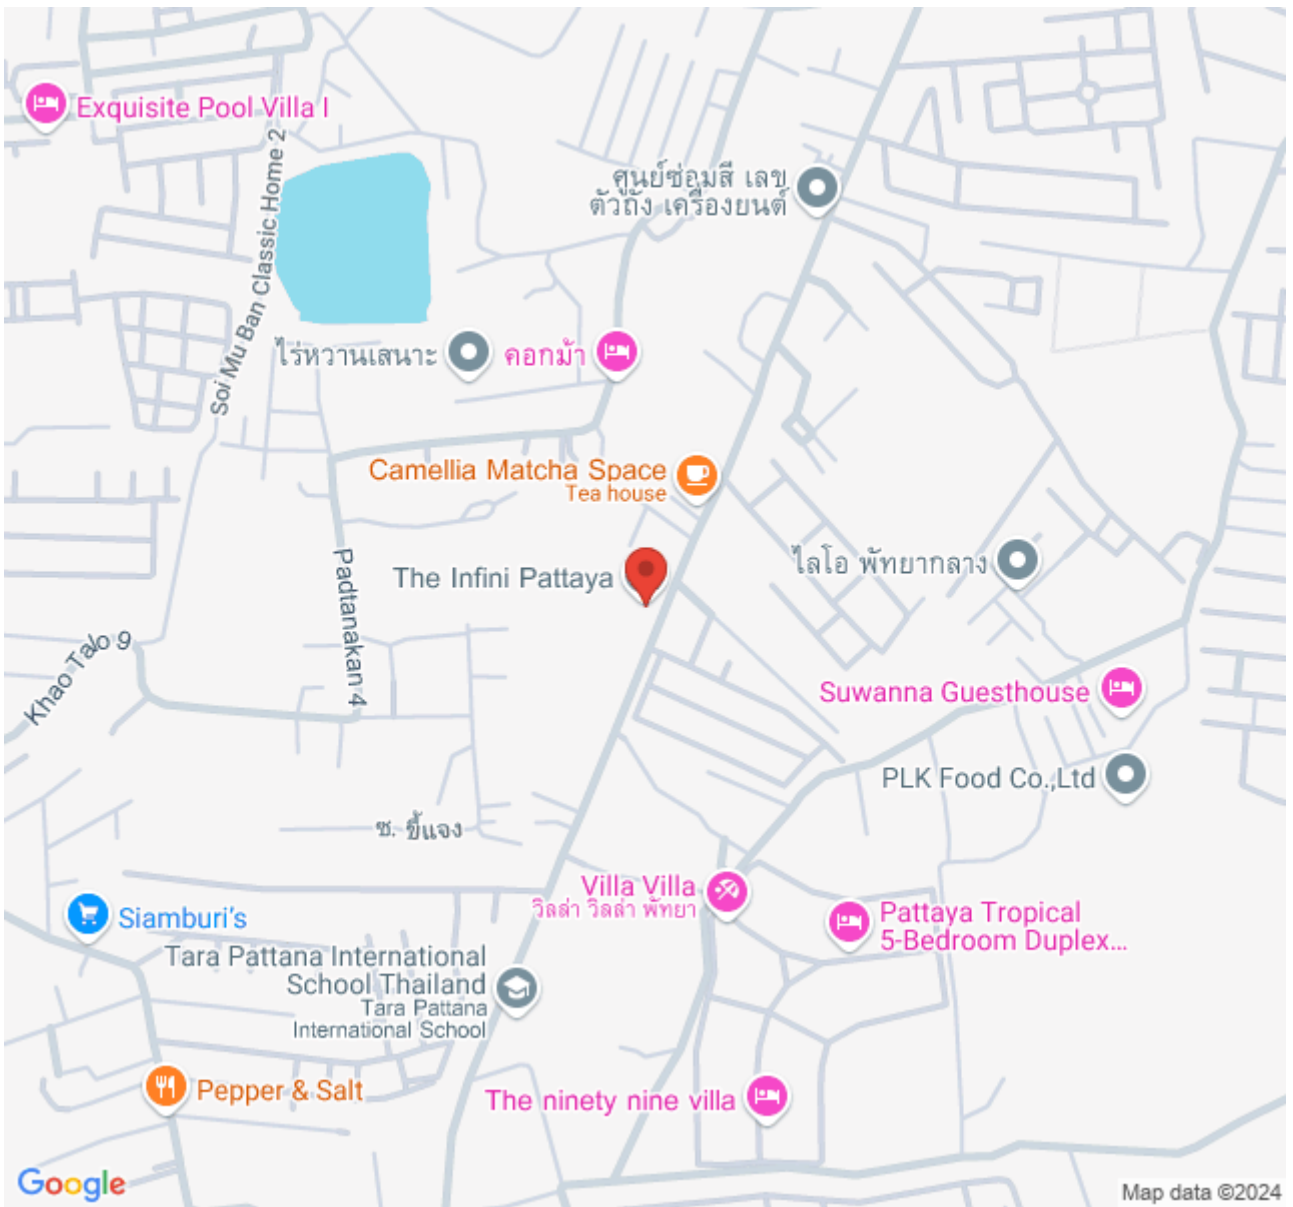 Exquisite Pool Villa I
Soi Mu Ban Classic Home 2
ศูนย์ซ่อมสี เลข
ตัวถัง เครื่องยนต์
ไร่หวานเสนาะ
คอกม้า
Camellia Matcha Space
Tea house
The Infini Pattaya
ไลโอ พัทยากลาง
Padtanakan 4
Khao Talo 9
Suwanna Guesthouse
PLK Food Co.,Ltd
ซ. ขี้แจง
Villa Villa
วิลล่า วิลล่า พัทยา
Siamburi's
Pattaya Tropical
5-Bedroom Duplex...
Tara Pattana International
School Thailand
Tara Pattana
International School
Pepper & Salt
The ninety nine villa
Google
Map data ©2024